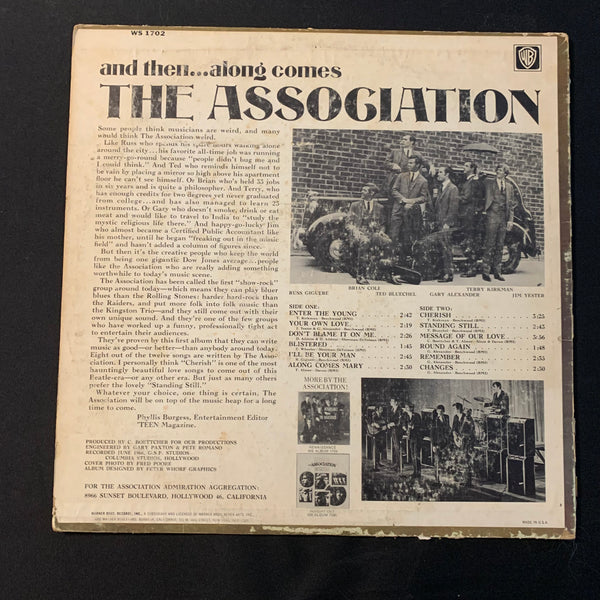 WS 1702
WB
and then...along comes
THE ASSOCIATION
Some people think musicians are weird, and many
would think The Association weird.
Like Russ who spends his spare hours walking alone
around the city...his favorite all-time job was running
a merry-go-round because "people didn't bug me and
I could think." And Ted who reminds himself not to
be vain by placing a mirror so high above his apartment
floor he can't see himself. Or Brian who's held 35 jobs
in six years and is quite a philosopher. And Terry, who
has enough credits for two degrees yet never graduated
from college...and has also managed to learn 23
instruments. Or Gary who doesn't smoke, drink or eat
meat and would like to travel to India to "study the
mystic religious life there." And happy-go-lucky Jim
who almost became a Certified Public Accountant like
his mother, until he began "freaking out in the music
field" and hasn't added a column of figures since.
But then it's the creative people who keep the world
from being one gigantic Dow Jones average...people
like the Association who are really adding something
worthwhile to today's music scene.
The Association has been called the first "show-rock"
group around today—which means they can play bluer
blues than the Rolling Stones; harder hard-rock than
the Raiders, and put more folk into folk music than
the Kingston Trio—and they still come out with their
own unique sound. And they're one of the few groups
who have worked up a funny, professionally tight act
to entertain their audiences.
They've proven by this first album that they can write
music as good—or better—than anybody around today.
Eight out of the twelve songs are written by The Asso-
ciation. I personally think "Cherish" is one of the most
hauntingly beautiful love songs to come out of this
Beatle-era—or any other era. But just as many others
prefer the lovely "Standing Still."
Whatever your choice, one thing is certain. The
Association will be on top of the music heap for a long
time to come.
Phyllis Burgess, Entertainment Editor
'TEEN Magazine.
PRODUCED BY C. BOETTCHER FOR OUR PRODUCTIONS
ENGINEERED BY GARY PAXTON & PETE ROMANO
RECORDED JUNE 1966, G.S.P. STUDIOS
COLUMBIA STUDIOS, HOLLYWOOD
COVER PHOTO BY FRED POORE
ALBUM DESIGNED BY PETER WHORF GRAPHICS
FOR THE ASSOCIATION ADMIRATION AGGREGATION:
8966 SUNSET BOULEVARD, HOLLYWOOD 46, CALIFORNIA
RUSS GIGUERE
BRIAN COLE
TED BLUECHEL
TERRY KIRKMAN
GARY ALEXANDER
JIM YESTER
SIDE ONE:
ENTER THE YOUNG 2:42
YOUR OWN LOVE 2:19
DON'T BLAME IT ON ME 2:26
BLISTERED 1:45
I'LL BE YOUR MAN 2:50
ALONG COMES MARY 2:50
SIDE TWO:
CHERISH 3:25
STANDING STILL 2:45
MESSAGE OF OUR LOVE 3:56
ROUND AGAIN 1:48
REMEMBER 2:33
CHANGES 2:50
MORE BY THE
ASSOCIATION!
MADE IN U.S.A.